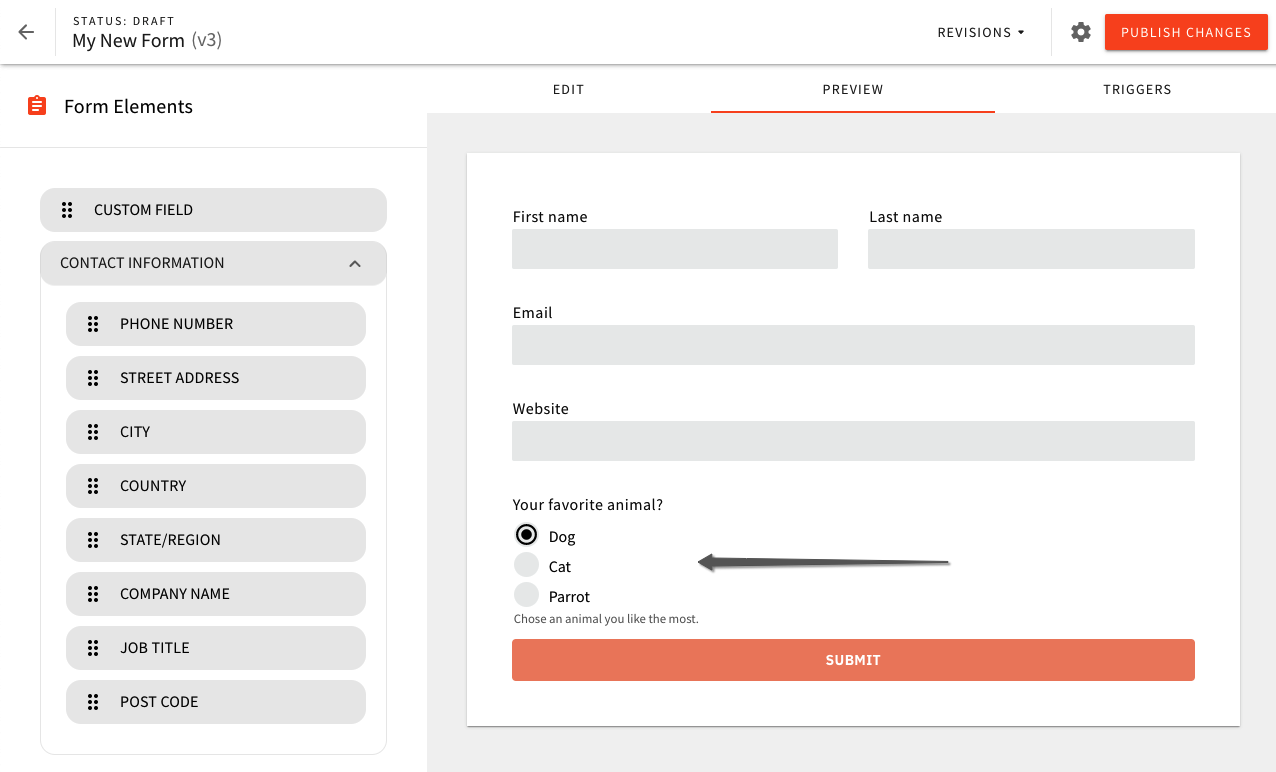 STATUS: DRAFT
My New Form (v3)
REVISIONS
PUBLISH CHANGES
Form Elements
EDIT
PREVIEW
TRIGGERS
CUSTOM FIELD
CONTACT INFORMATION
PHONE NUMBER
STREET ADDRESS
CITY
COUNTRY
STATE/REGION
COMPANY NAME
JOB TITLE
POST CODE
First name
Last name
Email
Website
Your favorite animal?
Dog
Cat
Parrot
Chose an animal you like the most.
SUBMIT